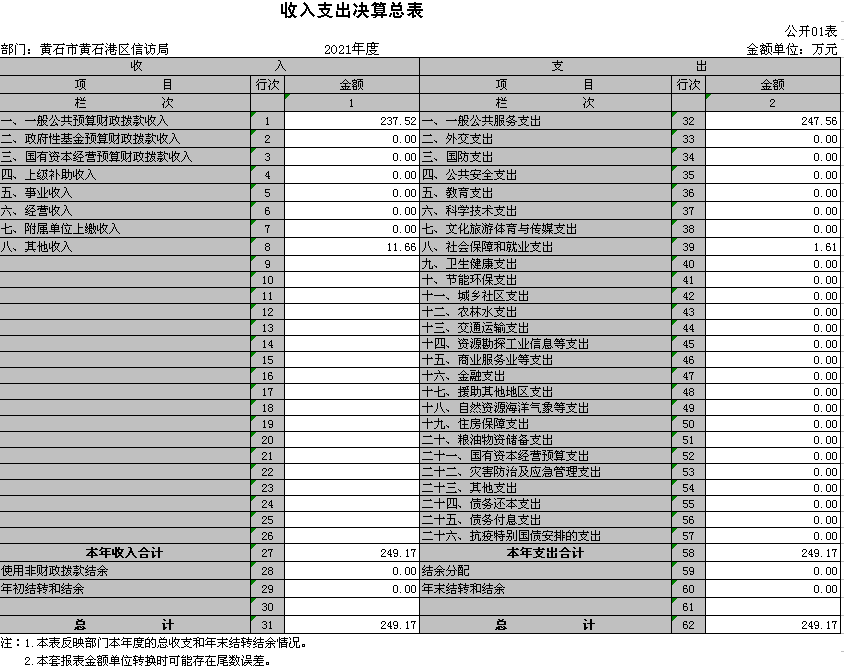 收入支出决算总表
公开01表
部门：黄石市黄石港区信访局 2021年度 金额单位：万元
收 入 支 出
项 目 行次 金额 项 目 行次 金额
栏 次 1 栏 次 2
一、一般公共预算财政拨款收入 1 237.52 一、一般公共服务支出 32 247.56
二、政府性基金预算财政拨款收入 2 0.00 二、外交支出 33 0.00
三、国有资本经营预算财政拨款收入 3 0.00 三、国防支出 34 0.00
四、上级补助收入 4 0.00 四、公共安全支出 35 0.00
五、事业收入 5 0.00 五、教育支出 36 0.00
六、经营收入 6 0.00 六、科学技术支出 37 0.00
七、附属单位上缴收入 7 0.00 七、文化旅游体育与传媒支出 38 0.00
八、其他收入 8 11.66 八、社会保障和就业支出 39 1.61
9 九、卫生健康支出 40 0.00
10 十、节能环保支出 41 0.00
11 十一、城乡社区支出 42 0.00
12 十二、农林水支出 43 0.00
13 十三、交通运输支出 44 0.00
14 十四、资源勘探工业信息等支出 45 0.00
15 十五、商业服务业等支出 46 0.00
16 十六、金融支出 47 0.00
17 十七、援助其他地区支出 48 0.00
18 十八、自然资源海洋气象等支出 49 0.00
19 十九、住房保障支出 50 0.00
20 二十、粮油物资储备支出 51 0.00
21 二十一、国有资本经营预算支出 52 0.00
22 二十二、灾害防治及应急管理支出 53 0.00
23 二十三、其他支出 54 0.00
24 二十四、债务还本支出 55 0.00
25 二十五、债务付息支出 56 0.00
26 二十六、抗疫特别国债安排的支出 57 0.00
本年收入合计 27 249.17 本年支出合计 58 249.17
使用非财政拨款结余 28 0.00 结余分配 59 0.00
年初结转和结余 29 0.00 年末结转和结余 60 0.00
30 61
总 计 31 249.17 总 计 62 249.17
注：1.本表反映部门本年度的总收支和年末结转结余情况。
2.本套报表金额单位转换时可能存在尾数误差。